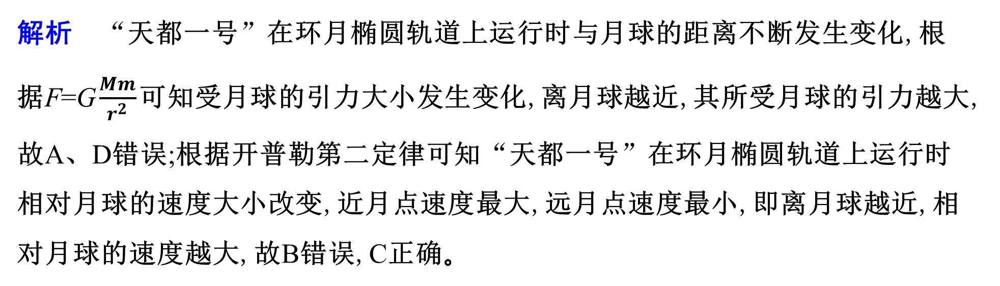 解析 “天都一号”在环月椭圆轨道上运行时与月球的距离不断发生变化,根
据F=G\frac{Mm}{r^2}可知受月球的引力大小发生变化,离月球越近,其所受月球的引力越大,
故A、D错误;根据开普勒第二定律可知“天都一号”在环月椭圆轨道上运行时
相对月球的速度大小改变,近月点速度最大,远月点速度最小,即离月球越近,相
对月球的速度越大,故B错误,C正确。